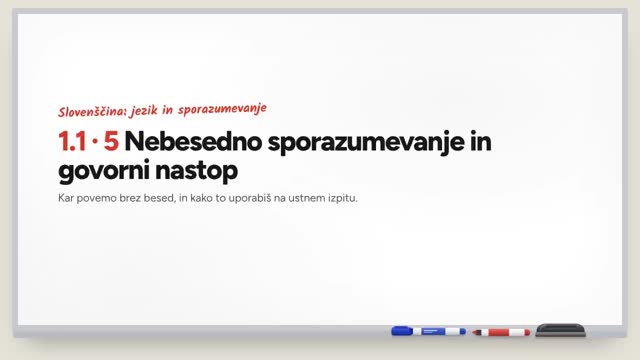 Slovenščina: jezik in sporazumevanje
1.1 · 5 Nebesedno sporazumevanje in
govorni nastop
Kar povemo brez besed, in kako to uporabiš na ustnem izpitu.